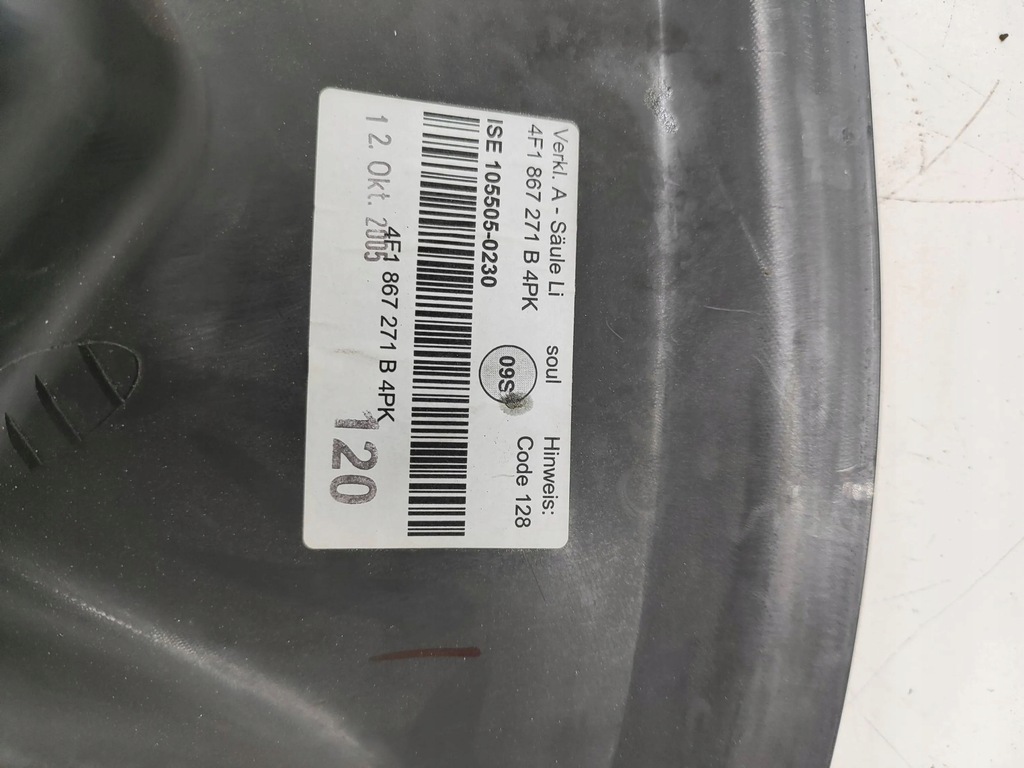 Verkl. A - Säule Li soul Hinweis:
4F1 867 271 B 4PK Code 128
ISE 105505-0230
09S
4F1 867 271 B 4PK
12. Okt. 2005
120